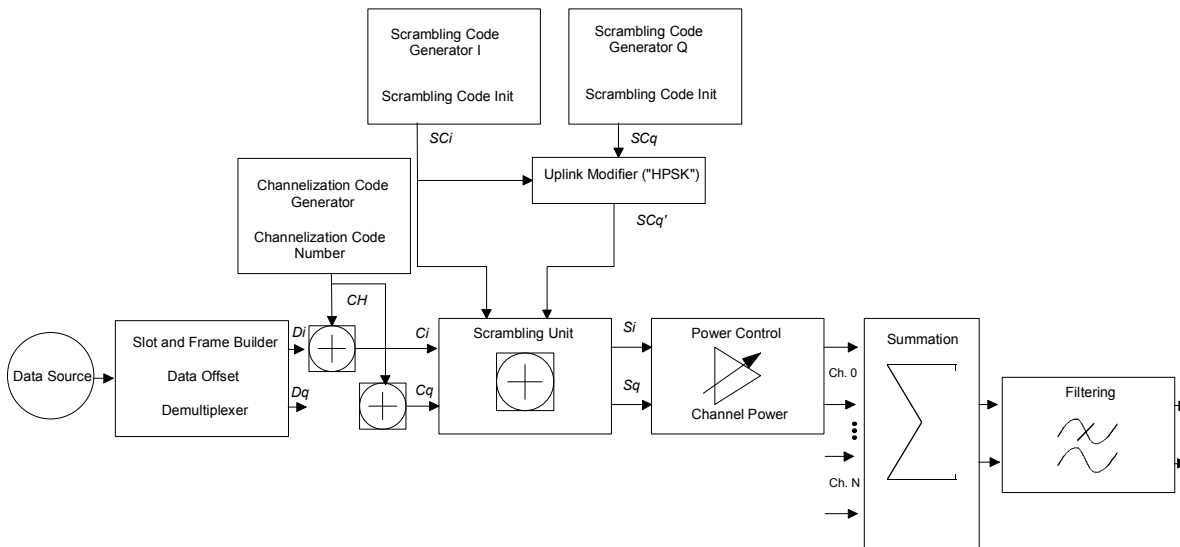 Scrambling Code
Generator I
Scrambling Code Init
Scrambling Code
Generator Q
Scrambling Code Init
SCi
SCq
Uplink Modifier ("HPSK")
SCq'
Channelization Code
Generator
Channelization Code
Number
CH
Data Source
Slot and Frame Builder
Data Offset
Demultiplexer
Di
Dq
Ci
Cq
Scrambling Unit
Si
Sq
Power Control
Channel Power
Ch. 0
Ch. N
Summation
Filtering